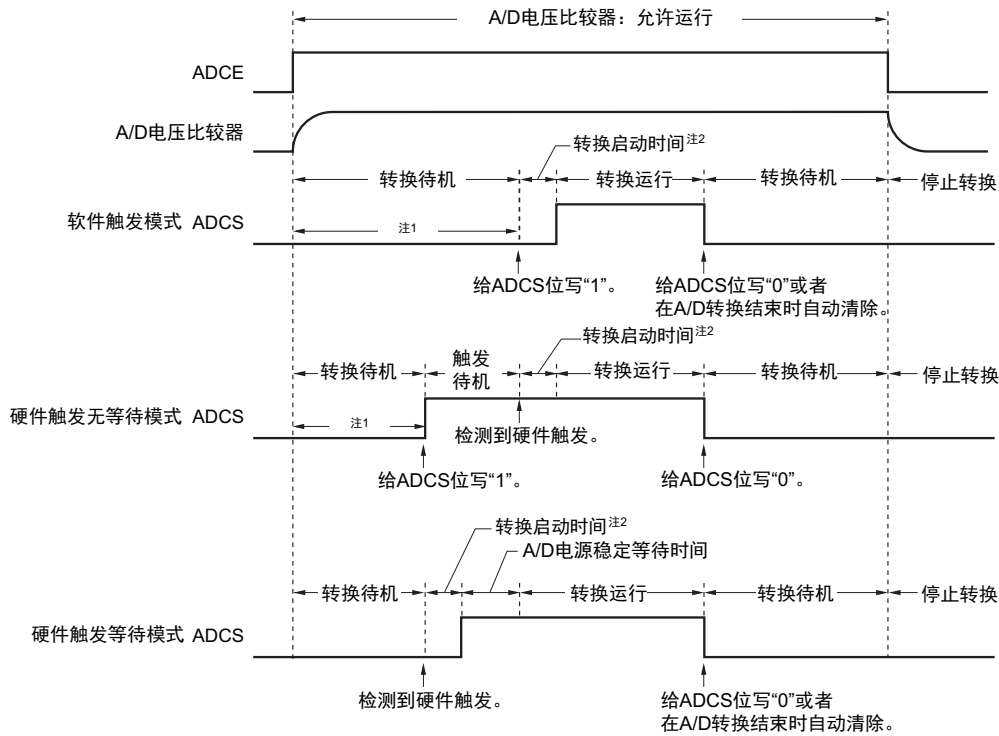 A/D电压比较器：允许运行
ADCE
A/D电压比较器
转换启动时间注2
转换待机 转换运行 转换待机 停止转换
软件触发模式 ADCS
注1
给ADCS位写“1”。
给ADCS位写“0”或者
在A/D转换结束时自动清除。
转换启动时间注2
转换待机 触发
待机 转换运行 转换待机 停止转换
硬件触发无等待模式 ADCS
注1
检测到硬件触发。
给ADCS位写“1”。 给ADCS位写“0”。
转换启动时间注2
A/D电源稳定等待时间
转换待机 转换运行 转换待机 停止转换
硬件触发等待模式 ADCS
检测到硬件触发。
给ADCS位写“0”或者
在A/D转换结束时自动清除。